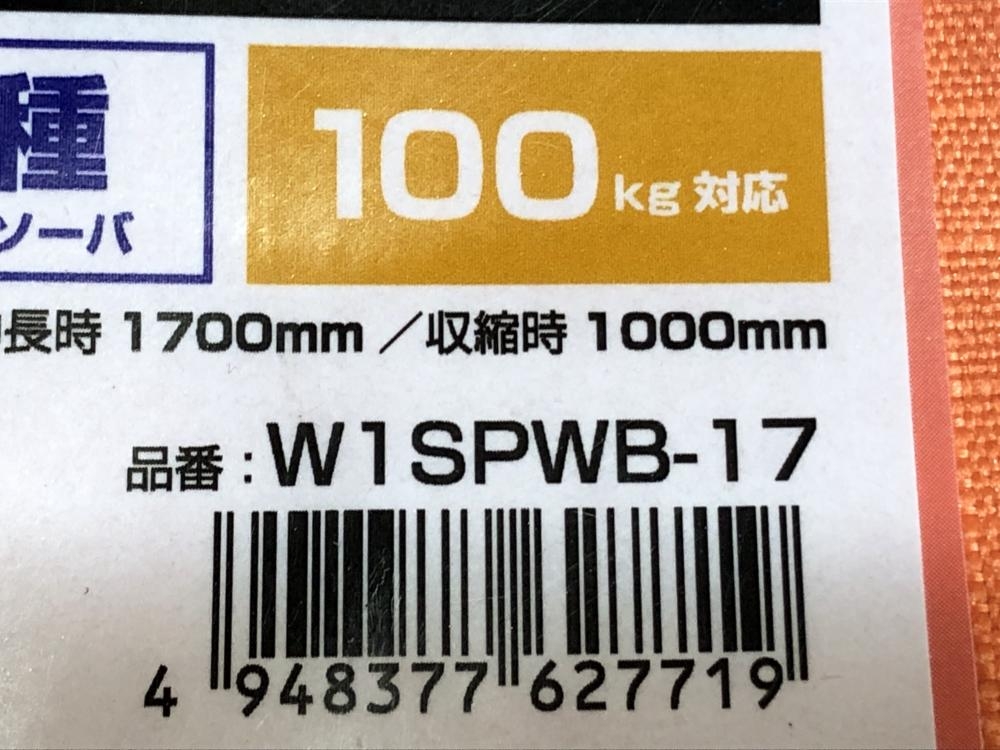 種
ソーバ
100kg対応
長時 1700mm ／収縮時 1000mm
品番 : W1SPWB-17
4 948377 627719